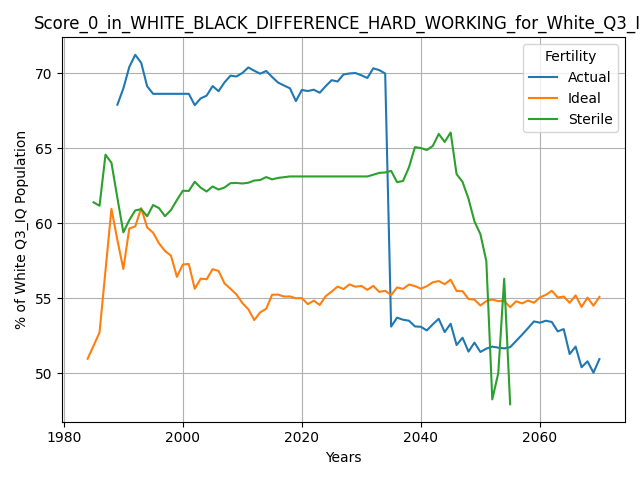 Score_0_in_WHITE_BLACK_DIFFERENCE_HARD_WORKING_for_White_Q3_I
Fertility
Actual
Ideal
Sterile
% of White Q3_IQ Population
70
65
60
55
50
1980
2000
2020
2040
2060
Years